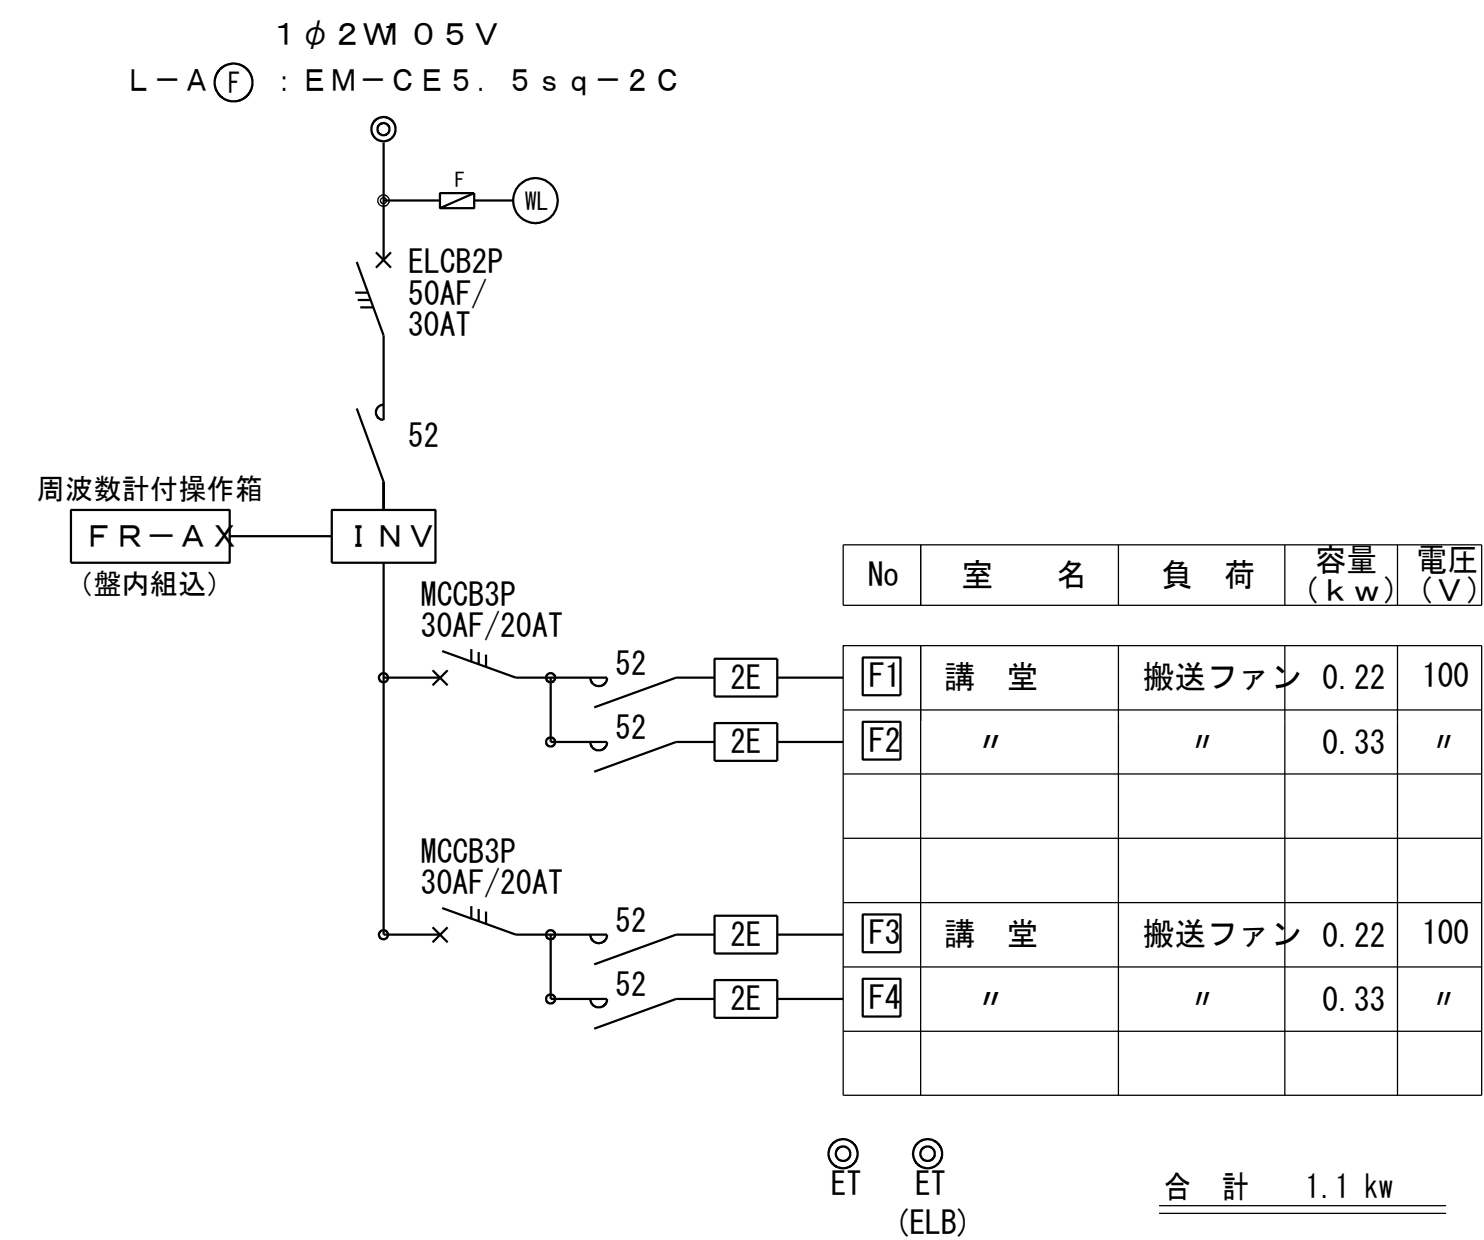 1φ2W105V
L-AⒻ : EM-CE5. 5sq-2C
F
WL
ELCB2P
50AF/
30AT
52
周波数計付操作箱
FR-AX
INV
(盤内組込)
No 室 名 負 荷 容量(kw) 電圧(V)
MCCB3P
30AF/20AT
52 2E F1 講 堂 搬送ファン 0.22 100
52 2E F2 〃 〃 0.33 〃
MCCB3P
30AF/20AT
52 2E F3 講 堂 搬送ファン 0.22 100
52 2E F4 〃 〃 0.33 〃
ET ET
(ELB)
合 計 1.1 kw